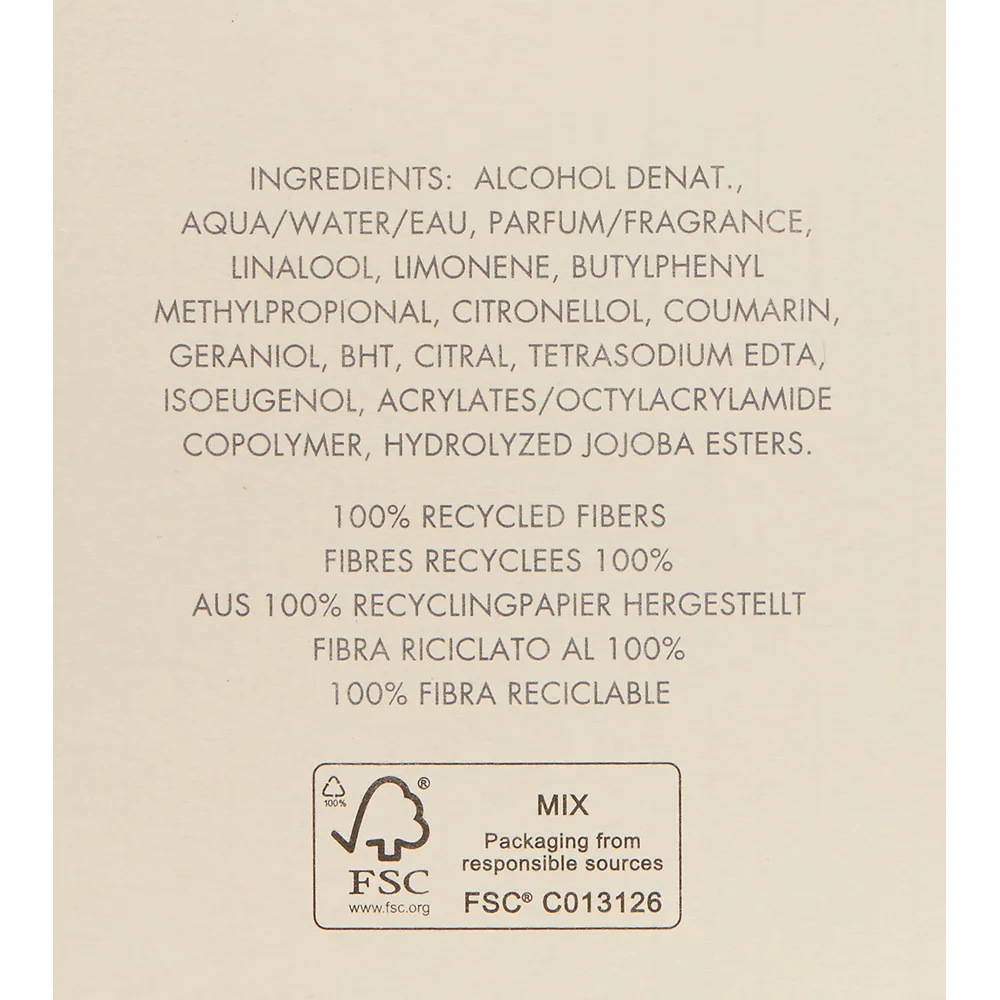 INGREDIENTS: ALCOHOL DENAT.,
AQUA/WATER/EAU, PARFUM/FRAGRANCE,
LINALOOL, LIMONENE, BUTYLPHENYL
METHYLPROPIONAL, CITRONELLOL, COUMARIN,
GERANIOL, BHT, CITRAL, TETRASODIUM EDTA,
ISOEUGENOL, ACRYLATES/OCTYLACRYLAMIDE
COPOLYMER, HYDROLYZED JOJOBA ESTERS.
100% RECYCLED FIBERS
FIBRES RECYCLEES 100%
AUS 100% RECYCLINGPAPIER HERGESTELLT
FIBRA RICICLATO AL 100%
100% FIBRA RECICLABLE
100%
®
FSC
www.fsc.org
MIX
Packaging from
responsible sources
FSC® C013126